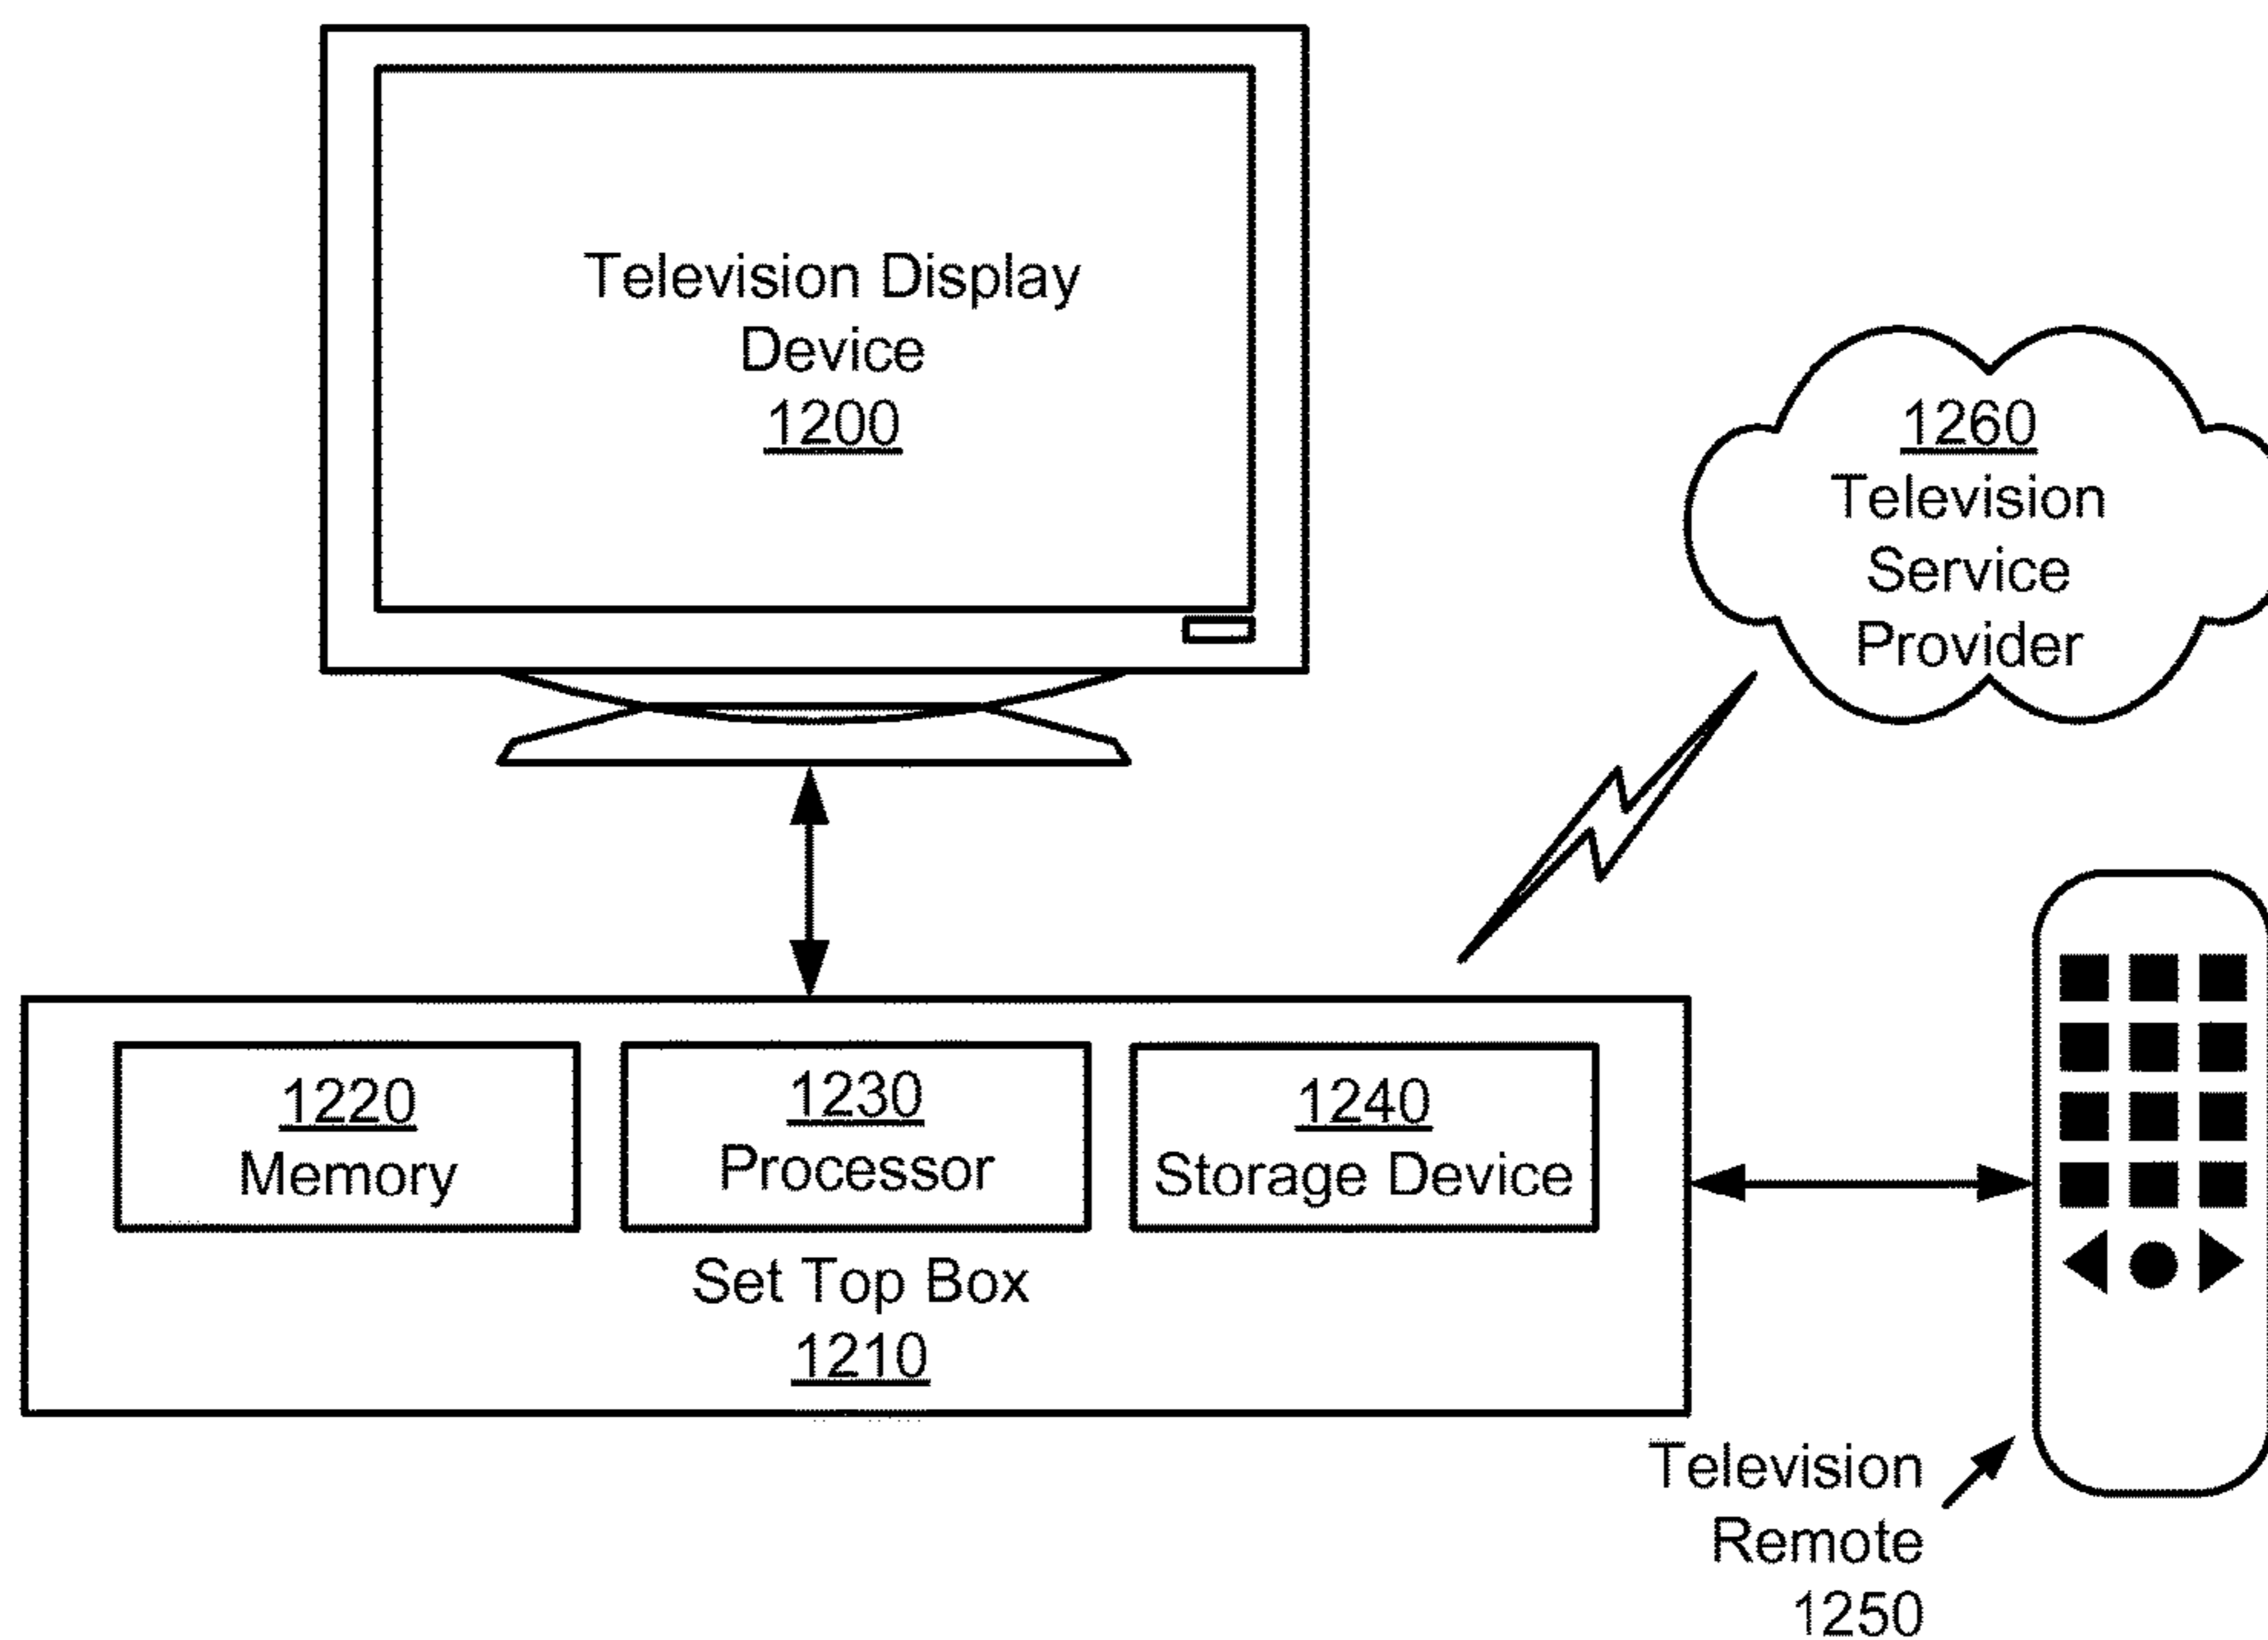 Television Display
Device
1200
1260
Television
Service
Provider
1220
Memory
1230
Processor
1240
Storage Device
Set Top Box
1210
Television
Remote
1250